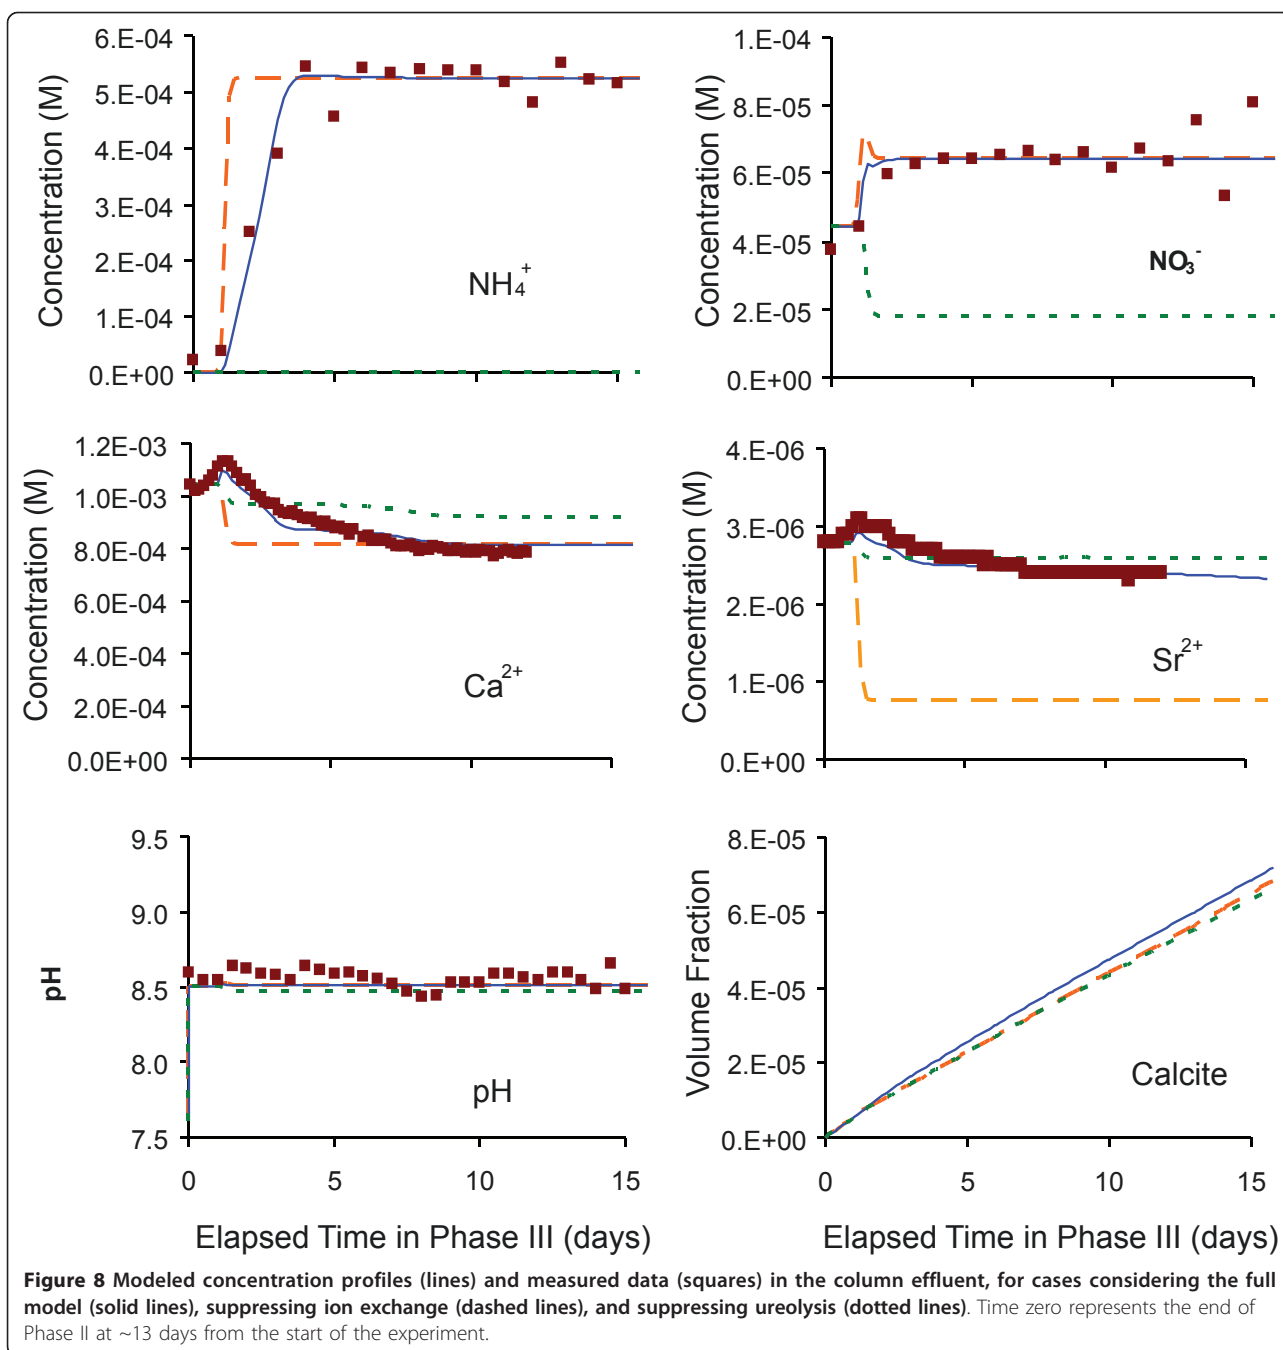 6.E-04
5.E-04
4.E-04
3.E-04
2.E-04
1.E-04
0.E+00
Concentration (M)
NH4+
1.E-04
8.E-05
6.E-05
4.E-05
2.E-05
0.E+00
Concentration (M)
NO3-
1.2E-03
1.0E-03
8.0E-04
6.0E-04
4.0E-04
2.0E-04
0.0E+00
Concentration (M)
Ca2+
4.E-06
3.E-06
2.E-06
1.E-06
0.E+00
Concentration (M)
Sr2+
9.5
9.0
8.5
8.0
7.5
pH
pH
0 5 10 15
Elapsed Time in Phase III (days)
8.E-05
6.E-05
4.E-05
2.E-05
0.E+00
Volume Fraction
Calcite
0 5 10 15
Elapsed Time in Phase III (days)
Figure 8 Modeled concentration profiles (lines) and measured data (squares) in the column effluent, for cases considering the full
model (solid lines), suppressing ion exchange (dashed lines), and suppressing ureolysis (dotted lines). Time zero represents the end of
Phase II at ~13 days from the start of the experiment.